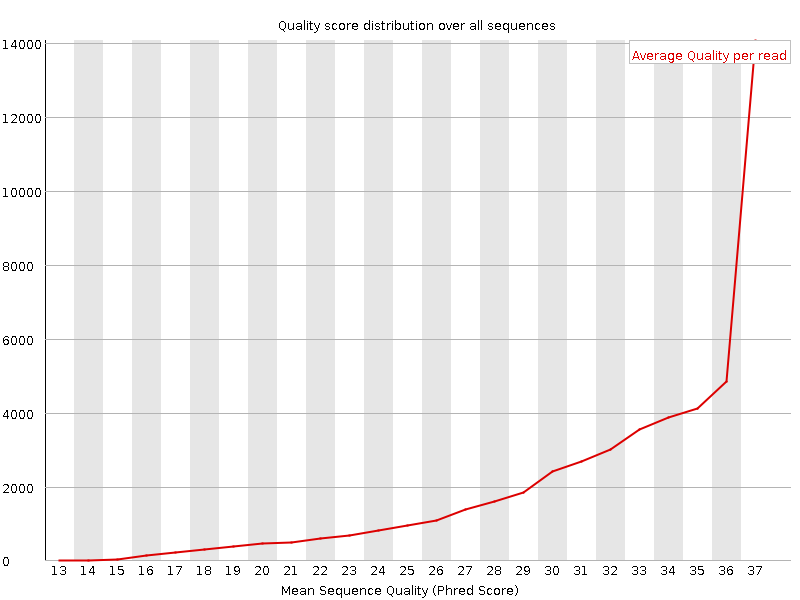 Quality score distribution over all sequences
Average Quality per read
14000
12000
10000
8000
6000
4000
2000
0
13 14 15 16 17 18 19 20 21 22 23 24 25 26 27 28 29 30 31 32 33 34 35 36 37
Mean Sequence Quality (Phred Score)